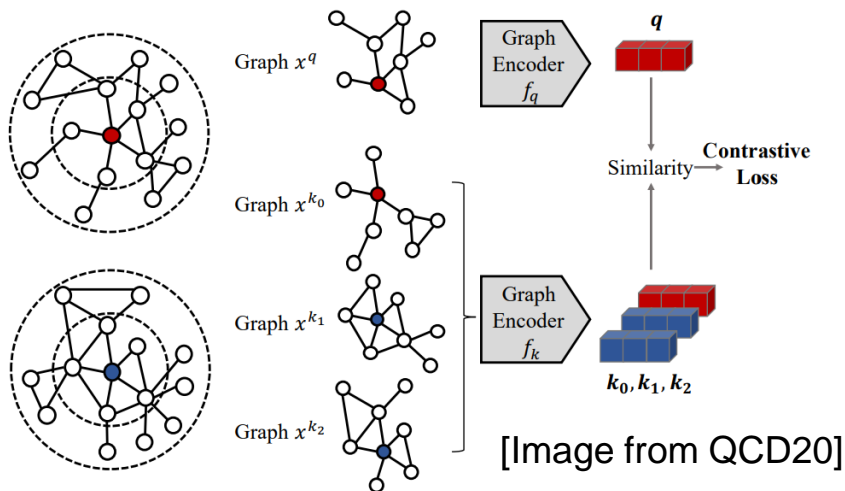 Graph x^q
Graph
Encoder
f_q
q
Similarity
Contrastive
Loss
Graph x^{k_0}
Graph x^{k_1}
Graph x^{k_2}
Graph
Encoder
f_k
k_0, k_1, k_2
[Image from QCD20]